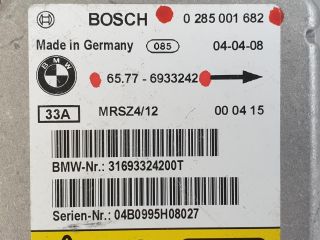 BOSCH 0 285 001 682
Made in Germany 085 04-04-08
BMW 65.77 - 6933242
33A MRSZ4/12 00 04 15
BMW-Nr.: 31693324200T
Serien-Nr.: 04B0995H08027